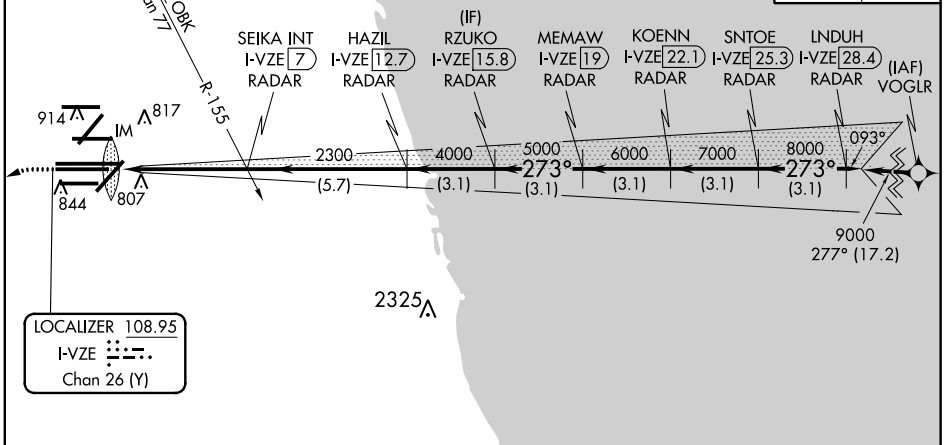 OBK
an 77
R-155
SEIKA INT
I-VZE 7
RADAR
HAZIL
I-VZE 12.7
RADAR
(IF)
RZUKO
I-VZE 15.8
RADAR
MEMAW
I-VZE 19
RADAR
KOENN
I-VZE 22.1
RADAR
SNTOE
I-VZE 25.3
RADAR
LNDUH
I-VZE 28.4
RADAR
(IAF)
VOGLR
914
817
IM
844
807
2300
4000
5000
6000
7000
8000
093°
273°
273°
(5.7)
(3.1)
(3.1)
(3.1)
(3.1)
(3.1)
9000
277° (17.2)
2325
LOCALIZER 108.95
I-VZE
Chan 26 (Y)